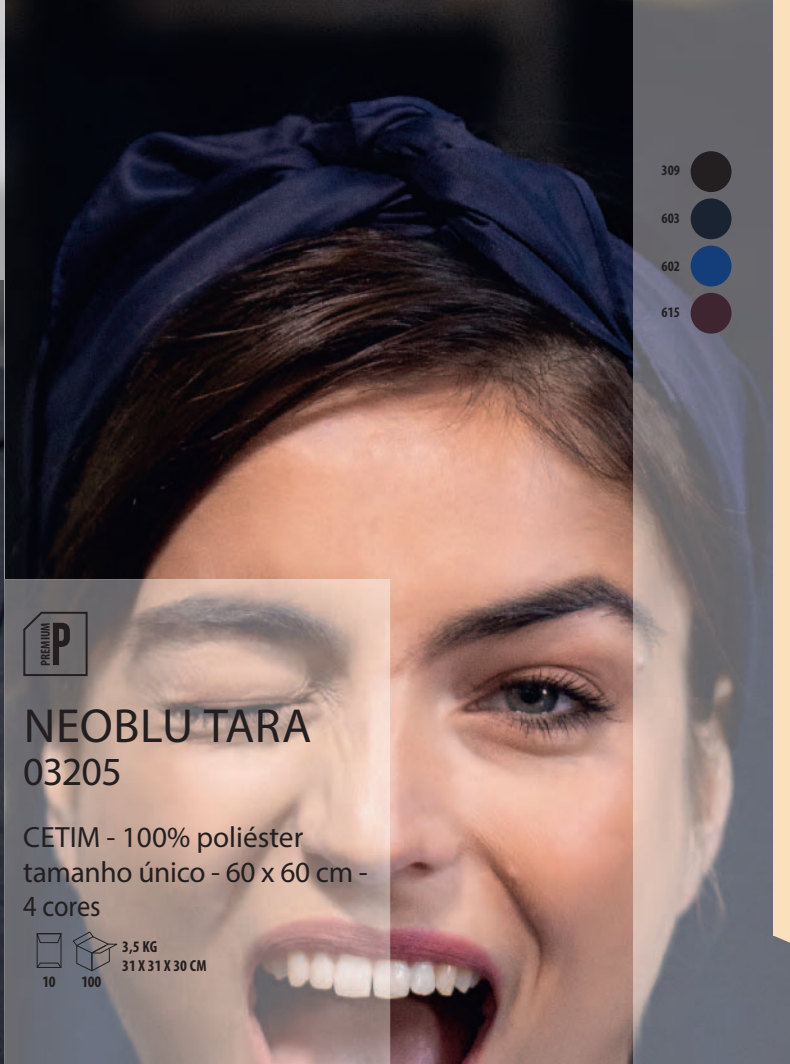 309
603
602
615
PREMIUM
P
NEOBLU TARA
03205
CETIM - 100% poliéster
tamanho único - 60 x 60 cm -
4 cores
3,5 KG
31 X 31 X 30 CM
10 100